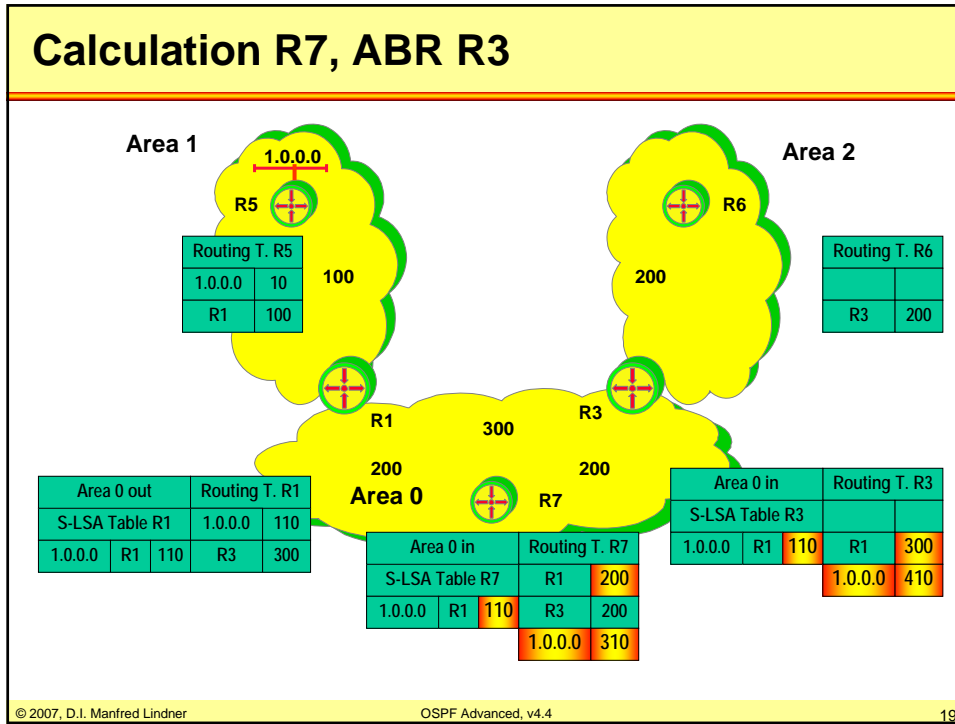 Calculation R7, ABR R3
Area 1
1.0.0.0
Area 2
R5
R6
Routing T. R5
1.0.0.0 10
R1 100
100
200
Routing T. R6
R3 200
R1
300
R3
200
200
Area 0
R7
Area 0 out Routing T. R1
S-LSA Table R1 1.0.0.0 110
1.0.0.0 R1 110 R3 300
Area 0 in Routing T. R7
S-LSA Table R7 R1 200
1.0.0.0 R1 110 R3 200
1.0.0.0 310
Area 0 in Routing T. R3
S-LSA Table R3
1.0.0.0 R1 110 R1 300
1.0.0.0 410
© 2007, D.I. Manfred Lindner OSPF Advanced, v4.4 19